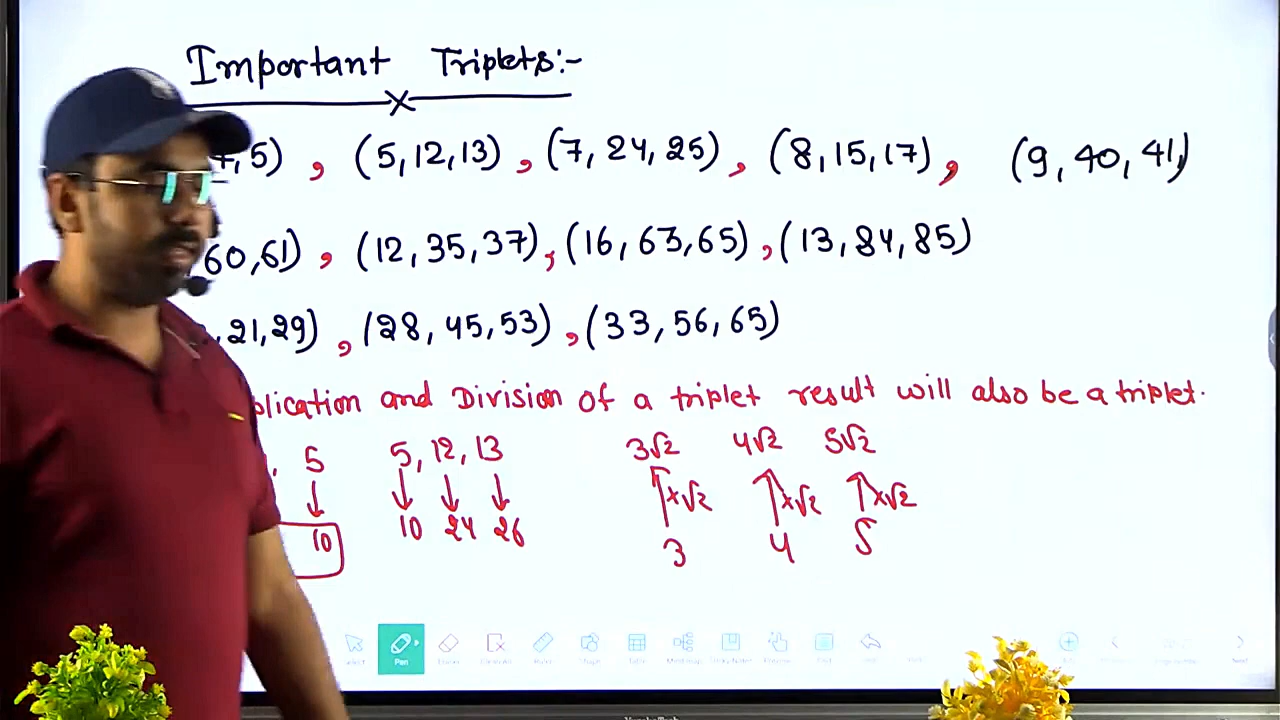 Important Triplets:-
, 5) , (5, 12, 13) , (7, 24, 25) , (8, 15, 17) , (9, 40, 41)
60, 61) , (12, 35, 37) , (16, 63, 65) , (13, 84, 85)
, 21, 29) , (28, 45, 53) , (33, 56, 65)
plication and Division of a triplet result will also be a triplet.
, 5 5, 12, 13 3√2 4√2 5√2
×√2 ×√2 ×√2
10 10 24 26 3 4 5
Pen